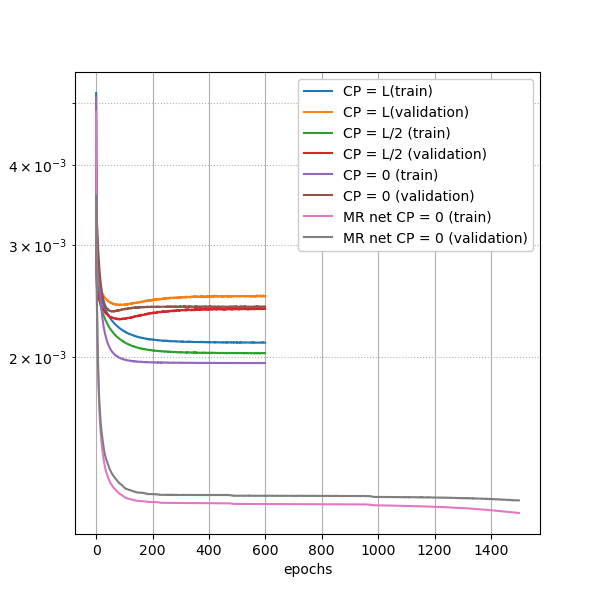 CP = L(train)
CP = L(validation)
CP = L/2 (train)
CP = L/2 (validation)
CP = 0 (train)
CP = 0 (validation)
MR net CP = 0 (train)
MR net CP = 0 (validation)
4 × 10⁻³
3 × 10⁻³
2 × 10⁻³
0 200 400 600 800 1000 1200 1400
epochs